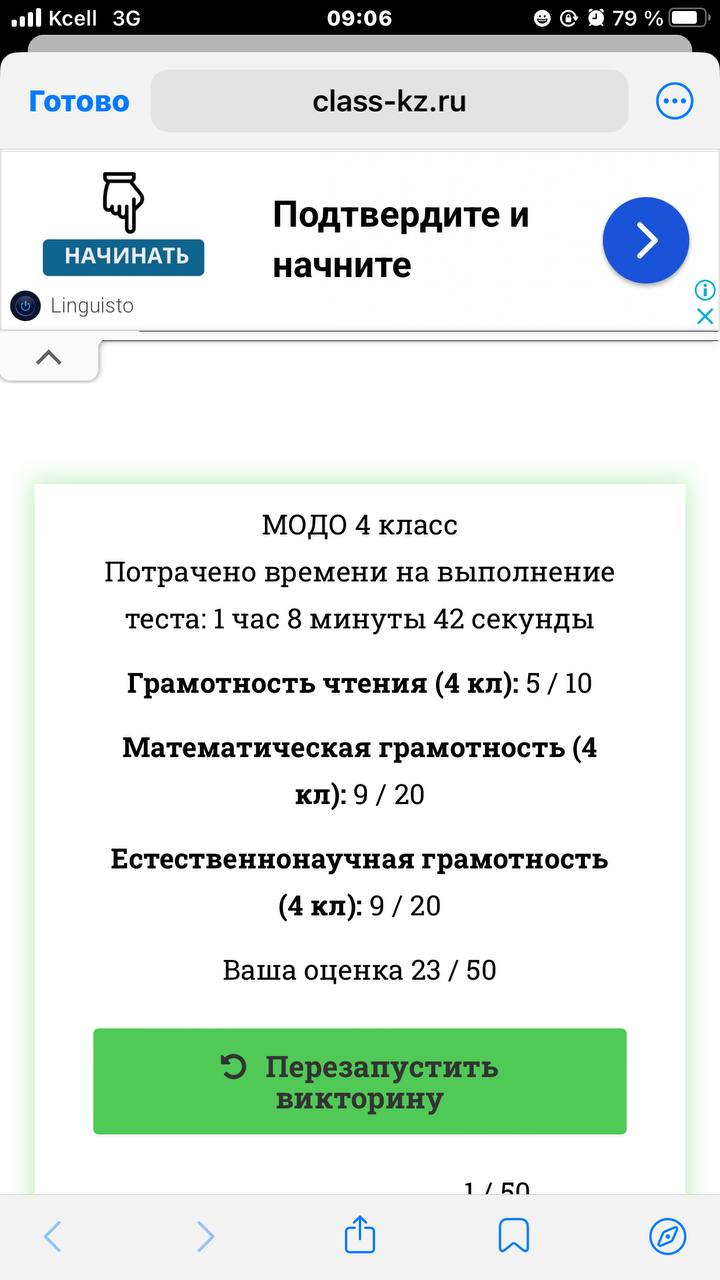 Kcell 3G 09:06 79 %
Готово class-kz.ru
Подтвердите и
начните
НАЧИНАТЬ
Linguisto
МОДО 4 класс
Потрачено времени на выполнение
теста: 1 час 8 минуты 42 секунды
Грамотность чтения (4 кл): 5 / 10
Математическая грамотность (4
кл): 9 / 20
Естественнонаучная грамотность
(4 кл): 9 / 20
Ваша оценка 23 / 50
Перезапустить
викторину
1 / 50